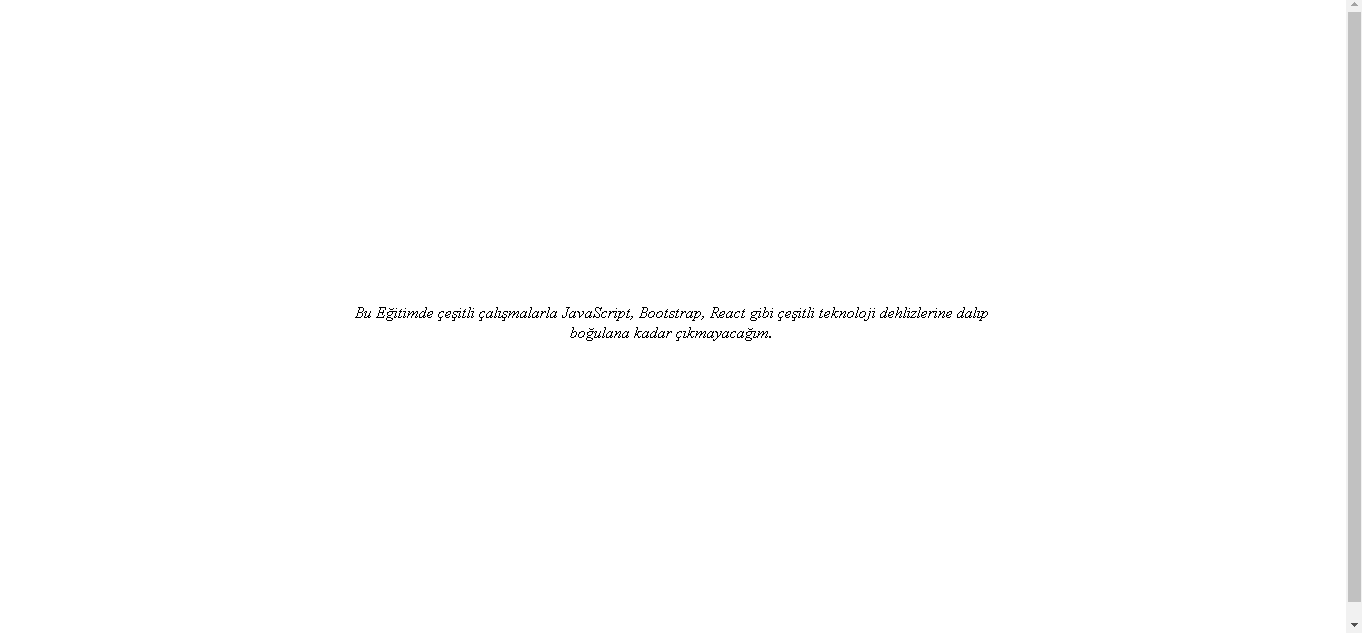 Bu Eğitimde çeşitli çalışmalarla JavaScript, Bootstrap, React gibi çeşitli teknoloji dehlizlerine dalıp
boğulana kadar çıkmayacağım.